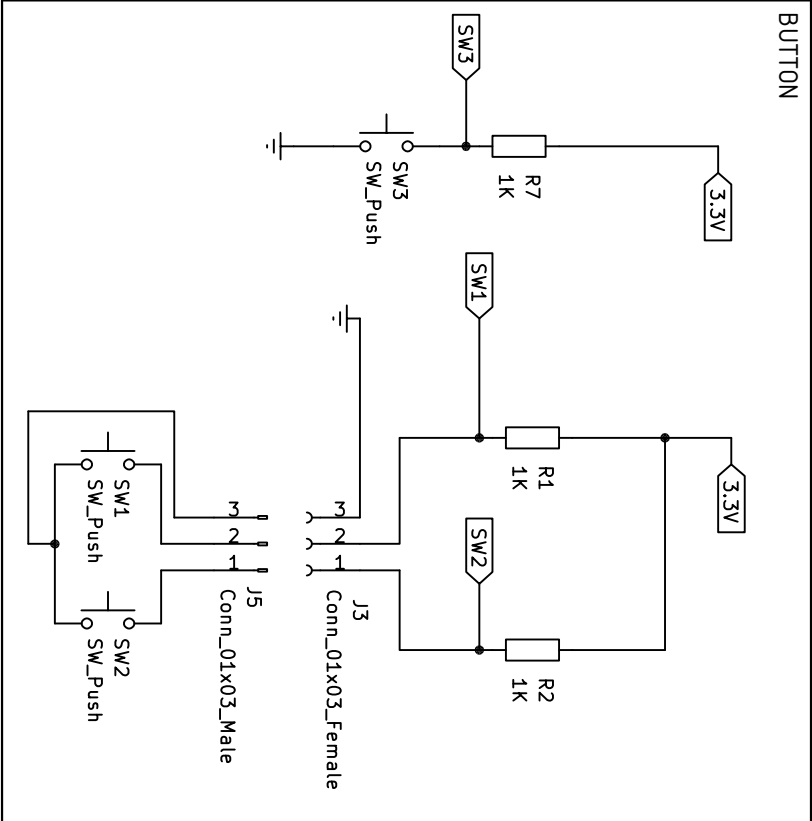 BUTTON
3.3V
R7
1K
SW3
SW3
SW_Push
3.3V
R1
1K
SW1
R2
1K
SW2
J3
Conn_01x03_Female
3
2
1
J5
Conn_01x03_Male
3
2
1
SW1
SW_Push
SW2
SW_Push